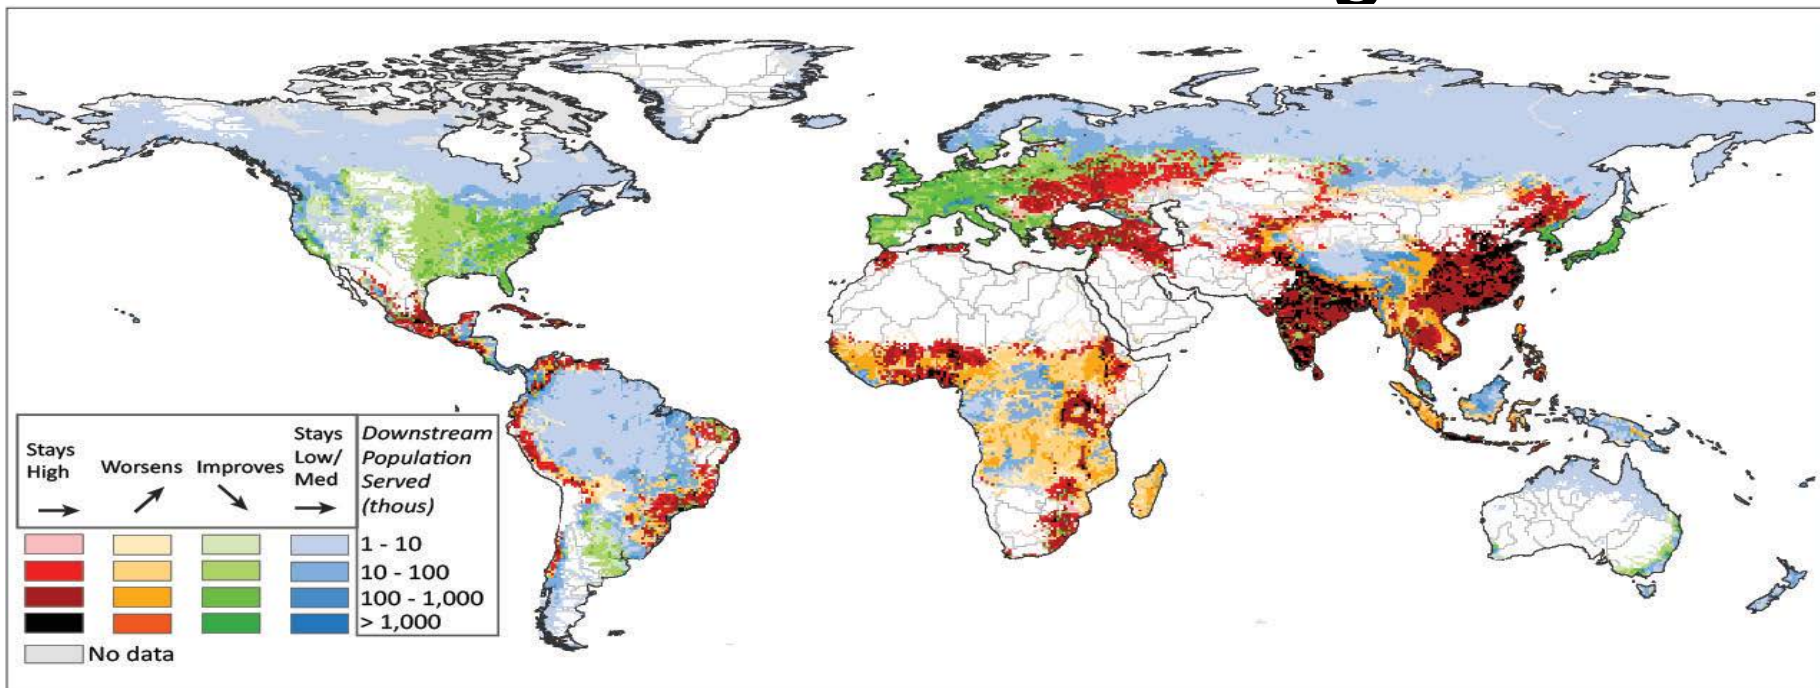 Stays High
Worsens
Improves
Stays Low/ Med
Downstream
Population
Served
(thous)
1 - 10
10 - 100
100 - 1,000
> 1,000
No data